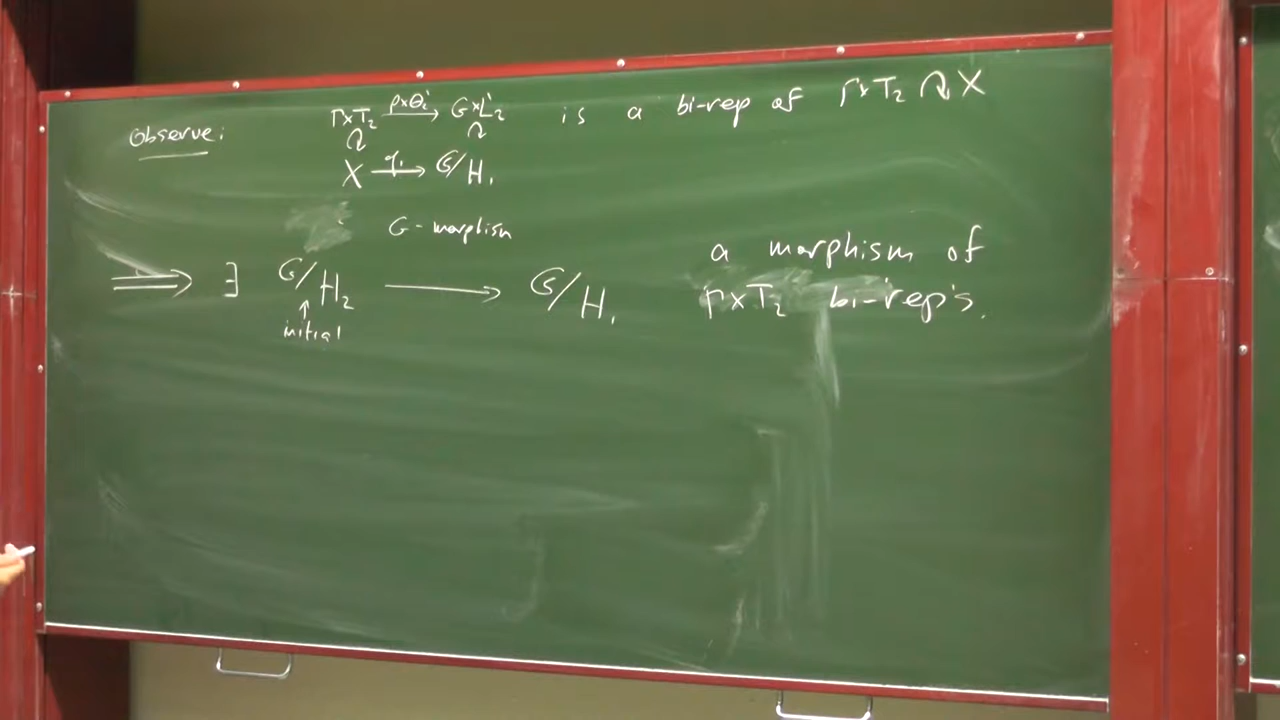 Observe: Γ×T₂ —ρ×θ₂'→ G×L'₂ is a bi-rep of Γ×T₂ ↷ X
X —φ₁→ G/H₁
G-morphism
⟹ ∃ G/H₂ ⟶ G/H₁ a morphism of
↑ Γ×T₂ bi-rep's.
initial